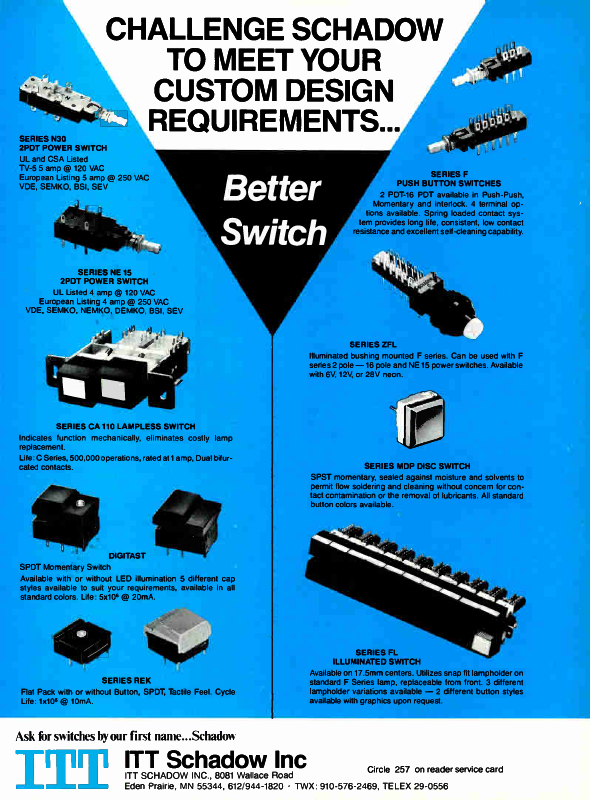 CHALLENGE SCHADOW
TO MEET YOUR
CUSTOM DESIGN
REQUIREMENTS...
Better
Switch
SERIES N30
2PDT POWER SWITCH
UL and CSA Listed
TV-5 5 amp @ 120 VAC
European Listing 5 amp @ 250 VAC
VDE, SEMKO, BSI, SEV
SERIES NE 15
2PDT POWER SWITCH
UL Listed 4 amp @ 120 VAC
European Listing 4 amp @ 250 VAC
VDE, SEMKO, NEMKO, DEMKO, BSI, SEV
SERIES CA 110 LAMPLESS SWITCH
Indicates function mechanically, eliminates costly lamp
replacement.
Life: C Series, 500,000 operations, rated at 1 amp, Dual bifur-
cated contacts.
DIGITAST
SPDT Momentary Switch
Available with or without LED illumination 5 different cap
styles available to suit your requirements, available in all
standard colors. Life: 5x10⁶ @ 20mA.
SERIES REK
Flat Pack with or without Button, SPDT, Tactile Feel. Cycle
Life: 1x10⁶ @ 10mA.
SERIES F
PUSH BUTTON SWITCHES
2 PDT-16 PDT available in Push-Push,
Momentary and interlock. 4 terminal op-
tions available. Spring loaded contact sys-
tem provides long life, consistant, low contact
resistance and excellent self-cleaning capability.
SERIES ZFL
Illuminated bushing mounted F series. Can be used with F
series 2 pole — 16 pole and NE 15 power switches. Available
with 6V, 12V, or 28V neon.
SERIES MDP DISC SWITCH
SPST momentary, sealed against moisture and solvents to
permit flow soldering and cleaning without concern for con-
tact contamination or the removal of lubricants. All standard
button colors available.
SERIES FL
ILLUMINATED SWITCH
Available on 17.5mm centers. Utilizes snap fit lampholder on
standard F Series lamp, replaceable from front. 3 different
lampholder variations available — 2 different button styles
available with graphics upon request.
Ask for switches by our first name...Schadow
ITT
ITT Schadow Inc
ITT SCHADOW INC., 8081 Wallace Road
Eden Prairie, MN 55344, 612/944-1820 · TWX: 910-576-2469, TELEX 29-0556
Circle 257 on reader service card